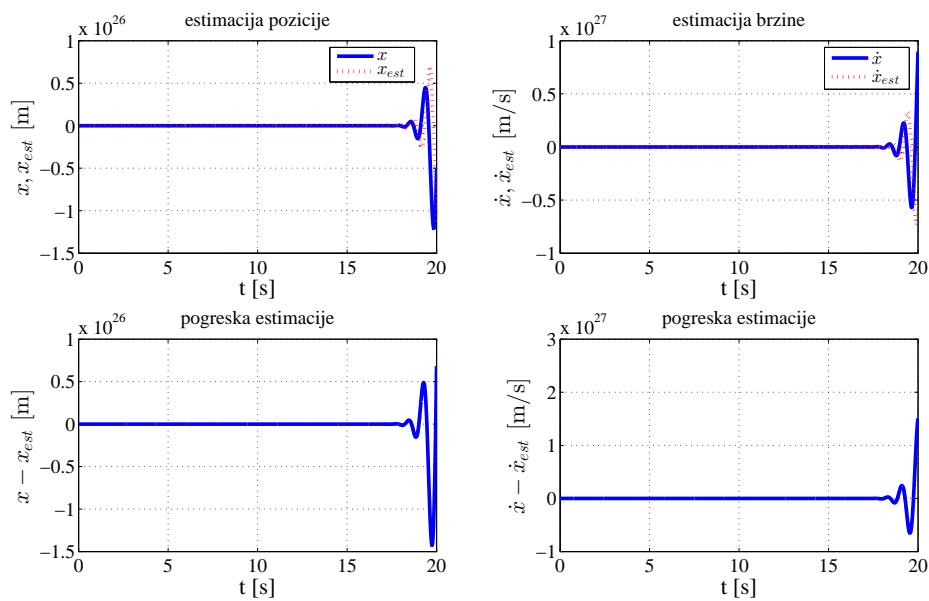 estimacija pozicije
x 10^26
x
x_est
x, x_est [m]
1
0.5
0
−0.5
−1
−1.5
0 5 10 15 20
t [s]
estimacija brzine
x 10^27
ẋ
ẋ_est
ẋ, ẋ_est [m/s]
1
0.5
0
−0.5
−1
0 5 10 15 20
t [s]
pogreska estimacije
x 10^26
x − x_est [m]
1
0.5
0
−0.5
−1
−1.5
0 5 10 15 20
t [s]
pogreska estimacije
x 10^27
ẋ − ẋ_est [m/s]
3
2
1
0
−1
0 5 10 15 20
t [s]